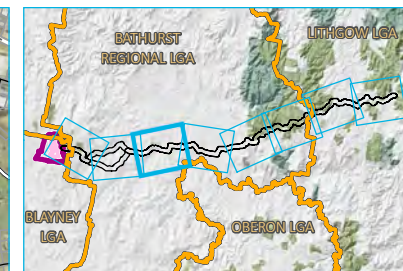 BATHURST
REGIONAL LGA
LITHGOW LGA
BLAYNEY
LGA
OBERON LGA